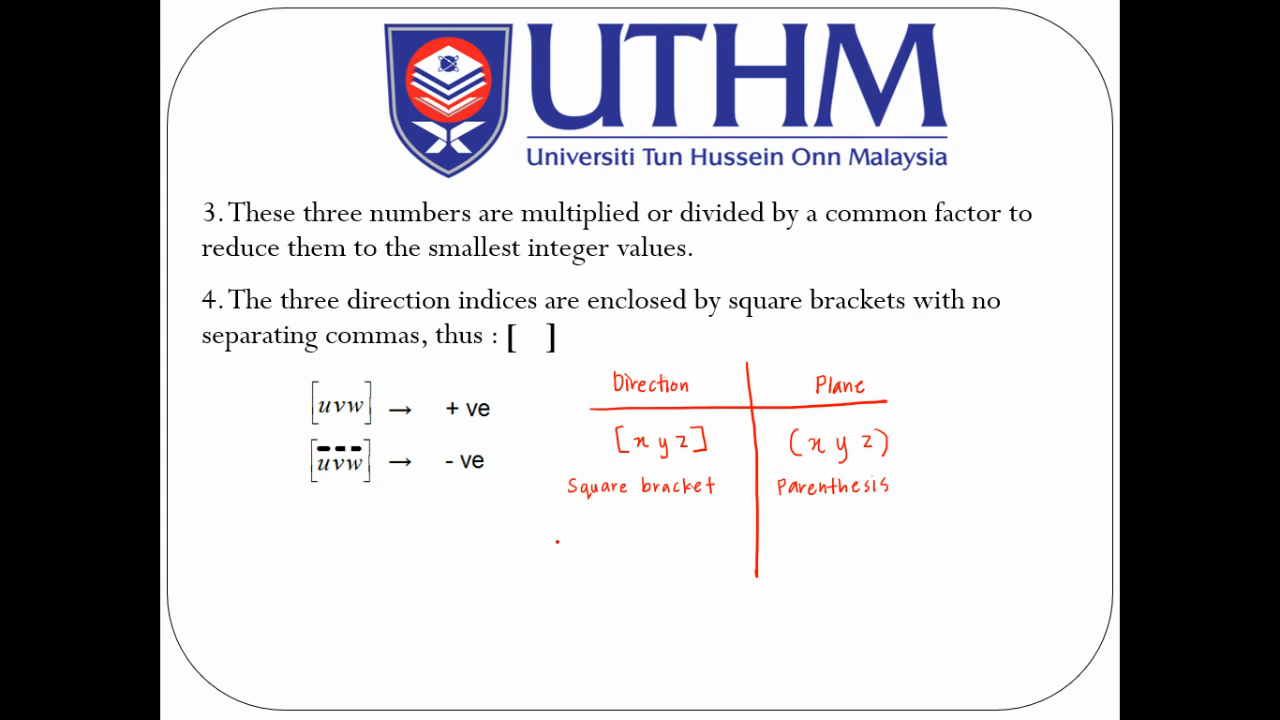 UTHM
Universiti Tun Hussein Onn Malaysia
3. These three numbers are multiplied or divided by a common factor to
reduce them to the smallest integer values.
4. The three direction indices are enclosed by square brackets with no
separating commas, thus : [ ]
[uvw] → + ve
[u̅v̅w̅] → - ve
Direction Plane
[x y z] (x y z)
Square bracket Parenthesis